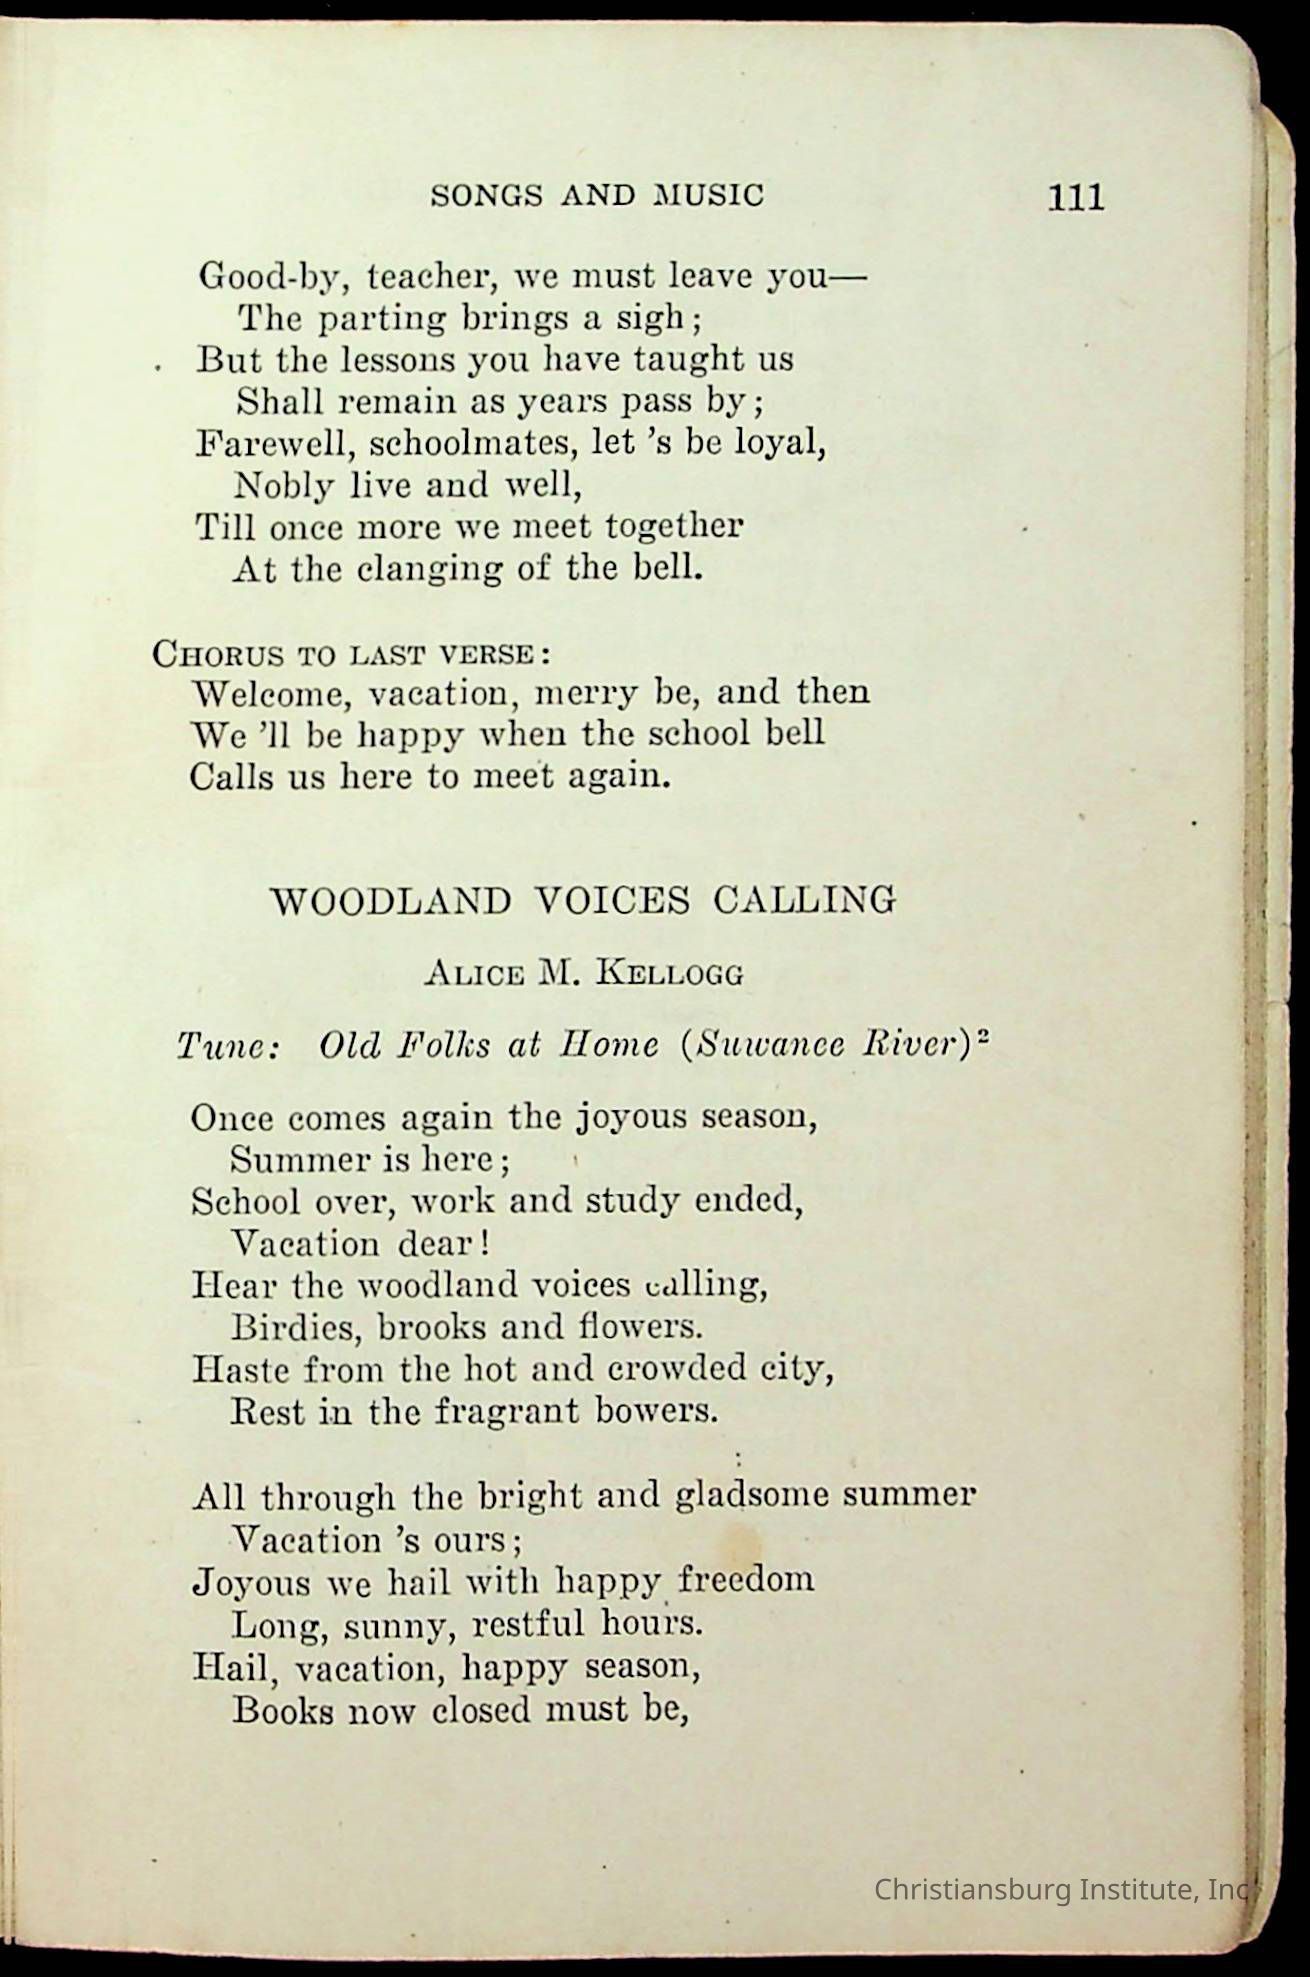 SONGS AND MUSIC 111
Good-by, teacher, we must leave you—
The parting brings a sigh;
But the lessons you have taught us
Shall remain as years pass by;
Farewell, schoolmates, let 's be loyal,
Nobly live and well,
Till once more we meet together
At the clanging of the bell.
CHORUS TO LAST VERSE:
Welcome, vacation, merry be, and then
We 'll be happy when the school bell
Calls us here to meet again.
WOODLAND VOICES CALLING
ALICE M. KELLOGG
Tune: Old Folks at Home (Suwanee River)²
Once comes again the joyous season,
Summer is here;
School over, work and study ended,
Vacation dear!
Hear the woodland voices calling,
Birdies, brooks and flowers.
Haste from the hot and crowded city,
Rest in the fragrant bowers.
All through the bright and gladsome summer
Vacation 's ours;
Joyous we hail with happy freedom
Long, sunny, restful hours.
Hail, vacation, happy season,
Books now closed must be,
Christiansburg Institute, Inc